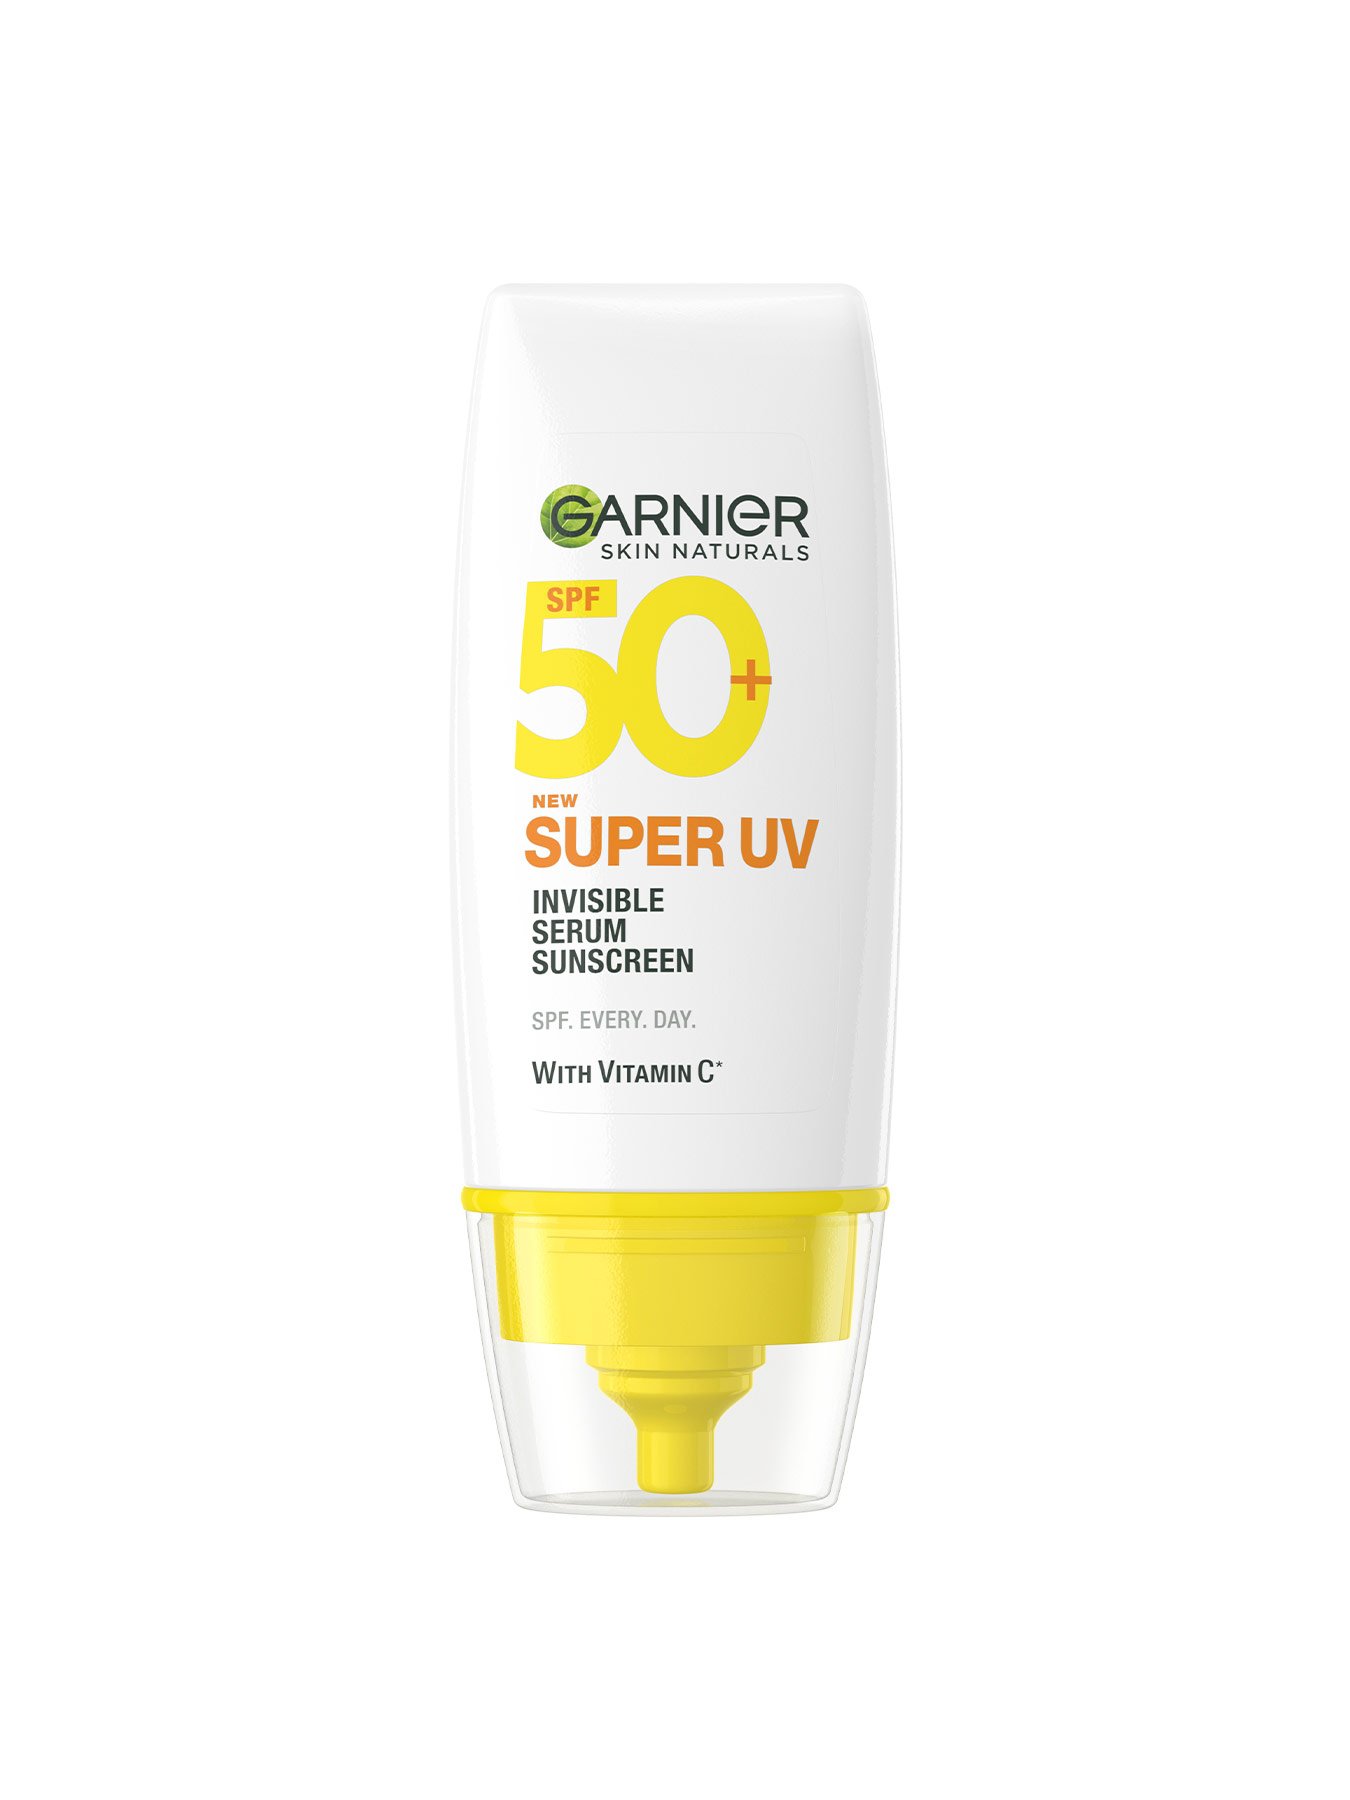 GARNIER
SKIN NATURALS
SPF
50+
NEW
SUPER UV
INVISIBLE
SERUM
SUNSCREEN
SPF. EVERY. DAY.
WITH VITAMIN C*